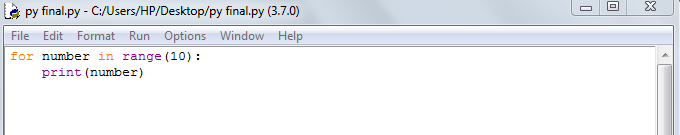 py final.py - C:/Users/HP/Desktop/py final.py (3.7.0)
File Edit Format Run Options Window Help
for number in range(10):
    print(number)